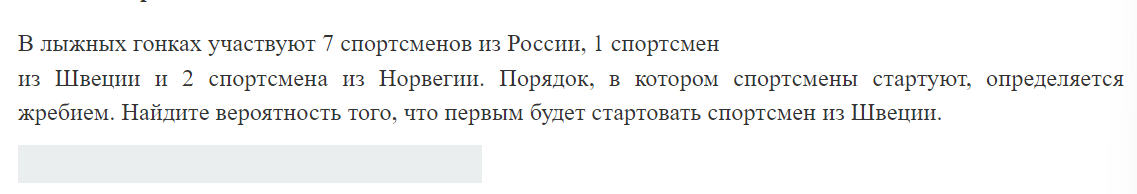 В лыжных гонках участвуют 7 спортсменов из России, 1 спортсмен
из Швеции и 2 спортсмена из Норвегии. Порядок, в котором спортсмены стартуют, определяется
жребием. Найдите вероятность того, что первым будет стартовать спортсмен из Швеции.